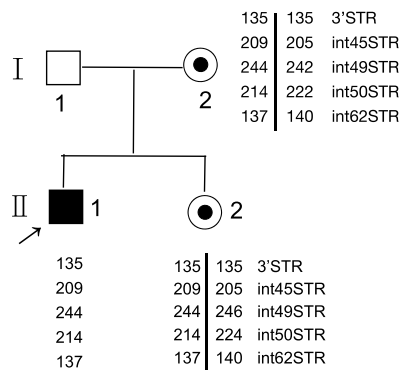 135 135 3'STR
209 205 int45STR
I 244 242 int49STR
214 222 int50STR
1 2 137 140 int62STR
II 1 2
135 135 135 3'STR
209 209 205 int45STR
244 244 246 int49STR
214 214 224 int50STR
137 137 140 int62STR